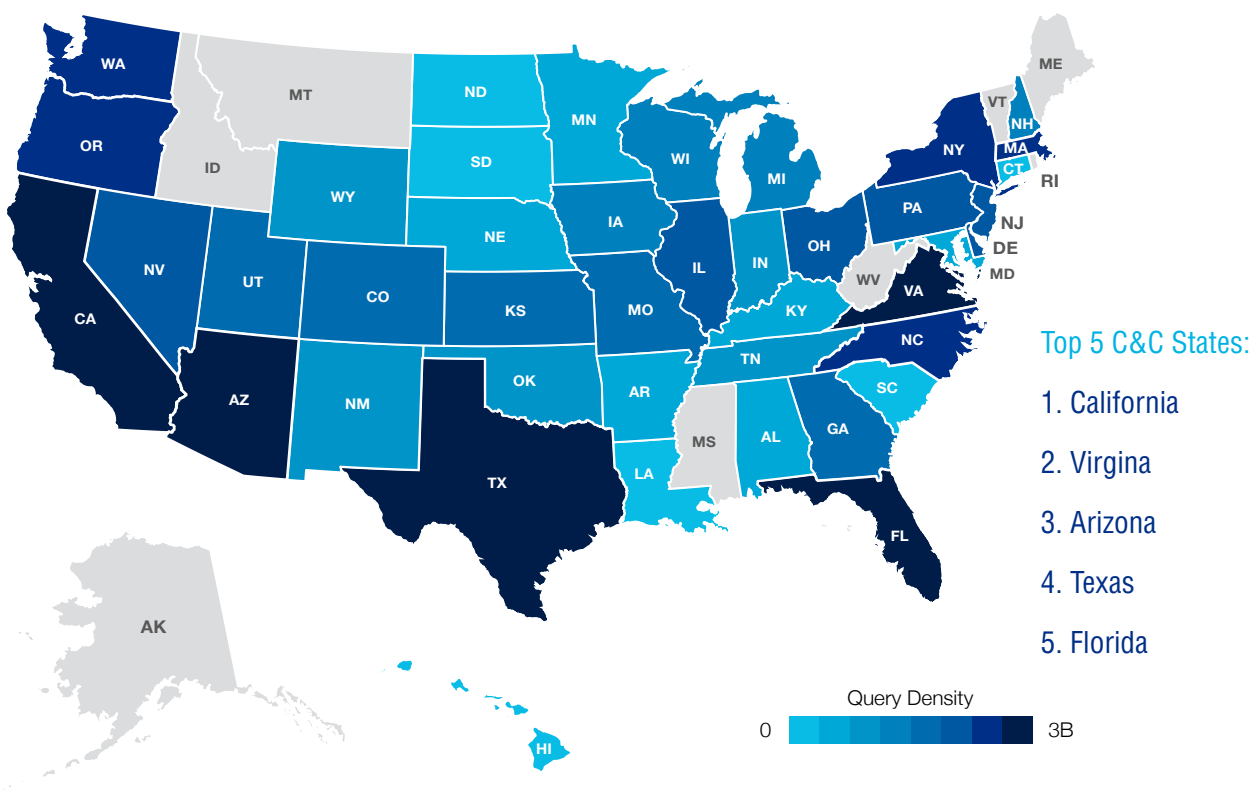 WA
MT
ND
MN
ME
VT
NH
OR
ID
SD
WI
MI
NY
MA
CT
RI
WY
NE
IA
PA
NJ
NV
UT
CO
KS
MO
IL
IN
OH
WV
VA
DE
MD
CA
KY
NC
Top 5 C&C States:
AZ
NM
OK
AR
TN
SC
1. California
MS
AL
GA
2. Virgina
TX
LA
FL
3. Arizona
4. Texas
AK
5. Florida
HI
Query Density
0
3B